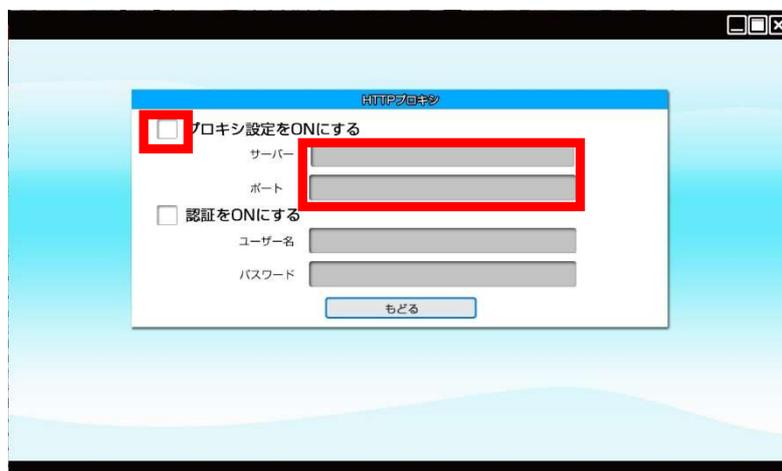 HTTPプロキシ
プロキシ設定をONにする
サーバー
ポート
認証をONにする
ユーザー名
パスワード
もどる